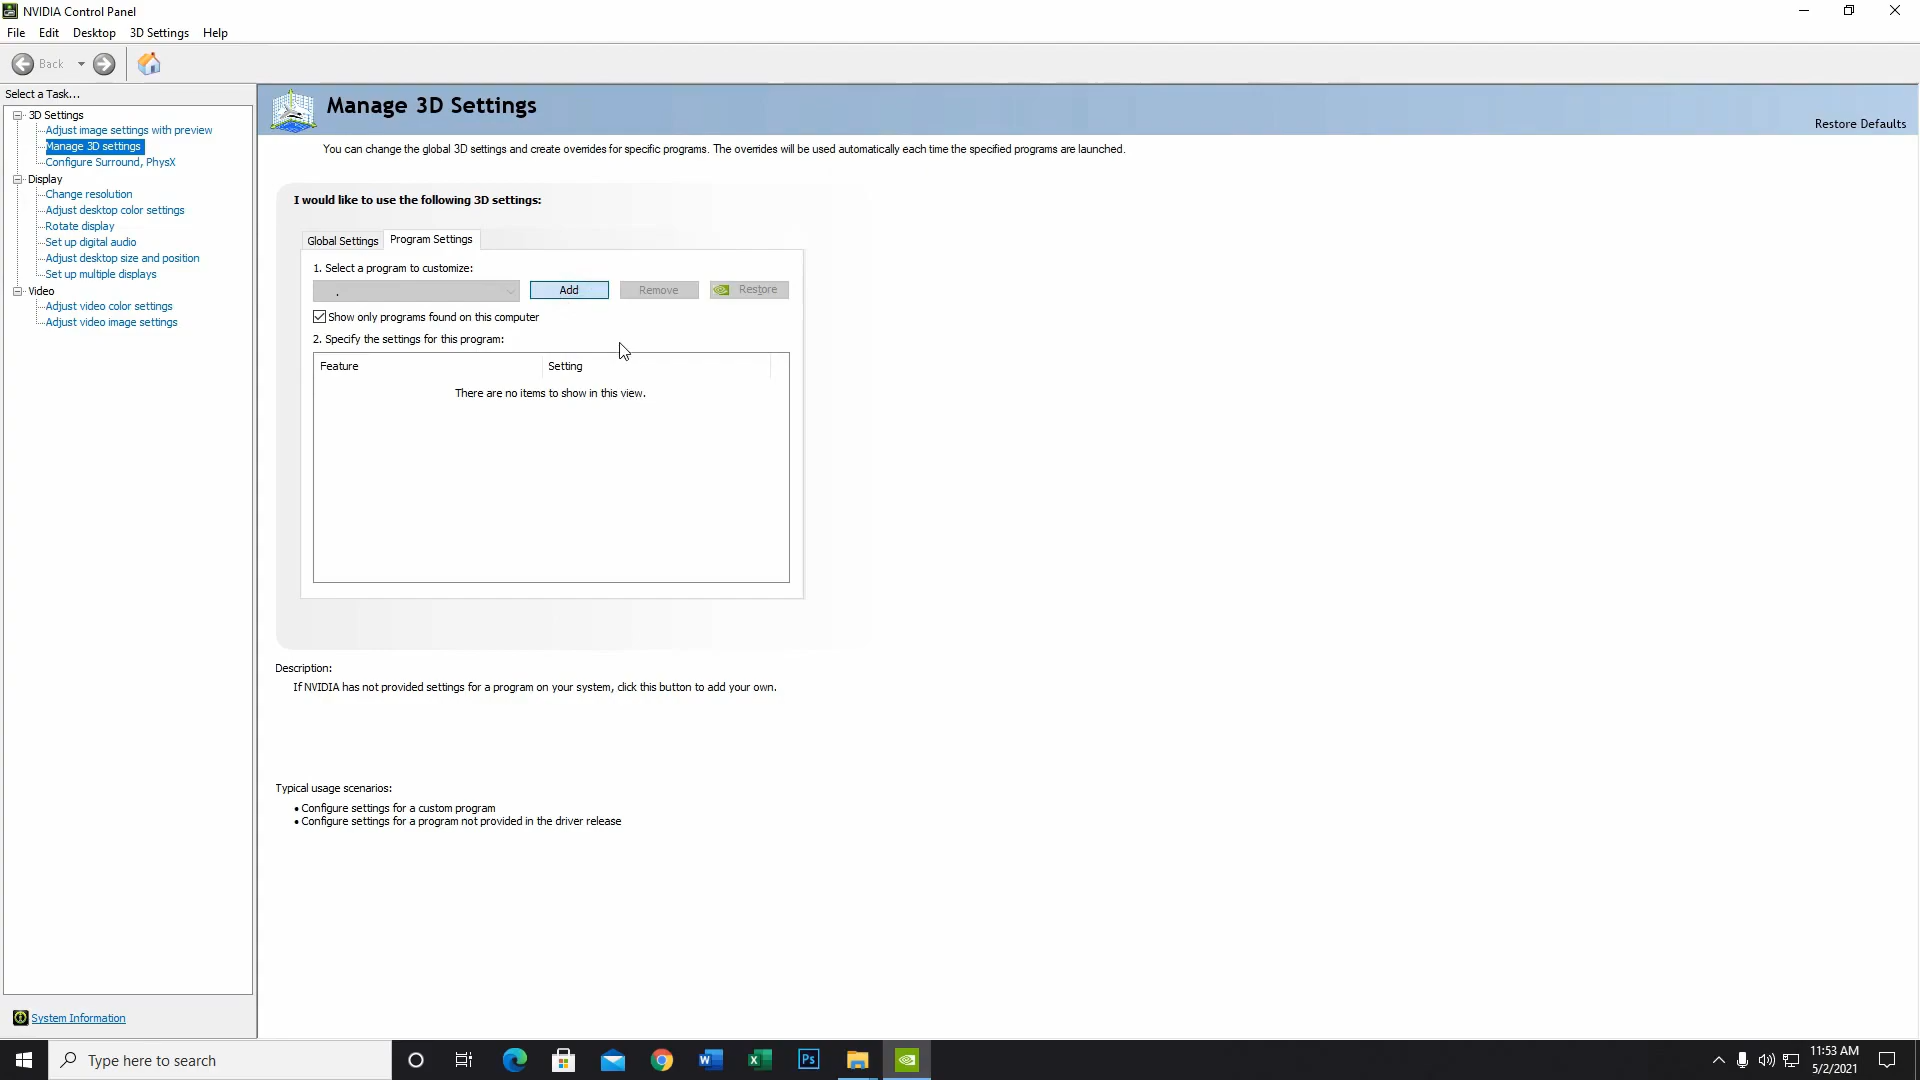 NVIDIA Control Panel
File Edit Desktop 3D Settings Help
Back
Select a Task...
3D Settings
Adjust image settings with preview
Manage 3D settings
Configure Surround, PhysX
Display
Change resolution
Adjust desktop color settings
Rotate display
Set up digital audio
Adjust desktop size and position
Set up multiple displays
Video
Adjust video color settings
Adjust video image settings
System Information
Manage 3D Settings
Restore Defaults
You can change the global 3D settings and create overrides for specific programs. The overrides will be used automatically each time the specified programs are launched.
I would like to use the following 3D settings:
Global Settings Program Settings
1. Select a program to customize:
. Add Remove Restore
Show only programs found on this computer
2. Specify the settings for this program:
Feature Setting
There are no items to show in this view.
Description:
If NVIDIA has not provided settings for a program on your system, click this button to add your own.
Typical usage scenarios:
• Configure settings for a custom program
• Configure settings for a program not provided in the driver release
Type here to search
Ps
11:53 AM
5/2/2021